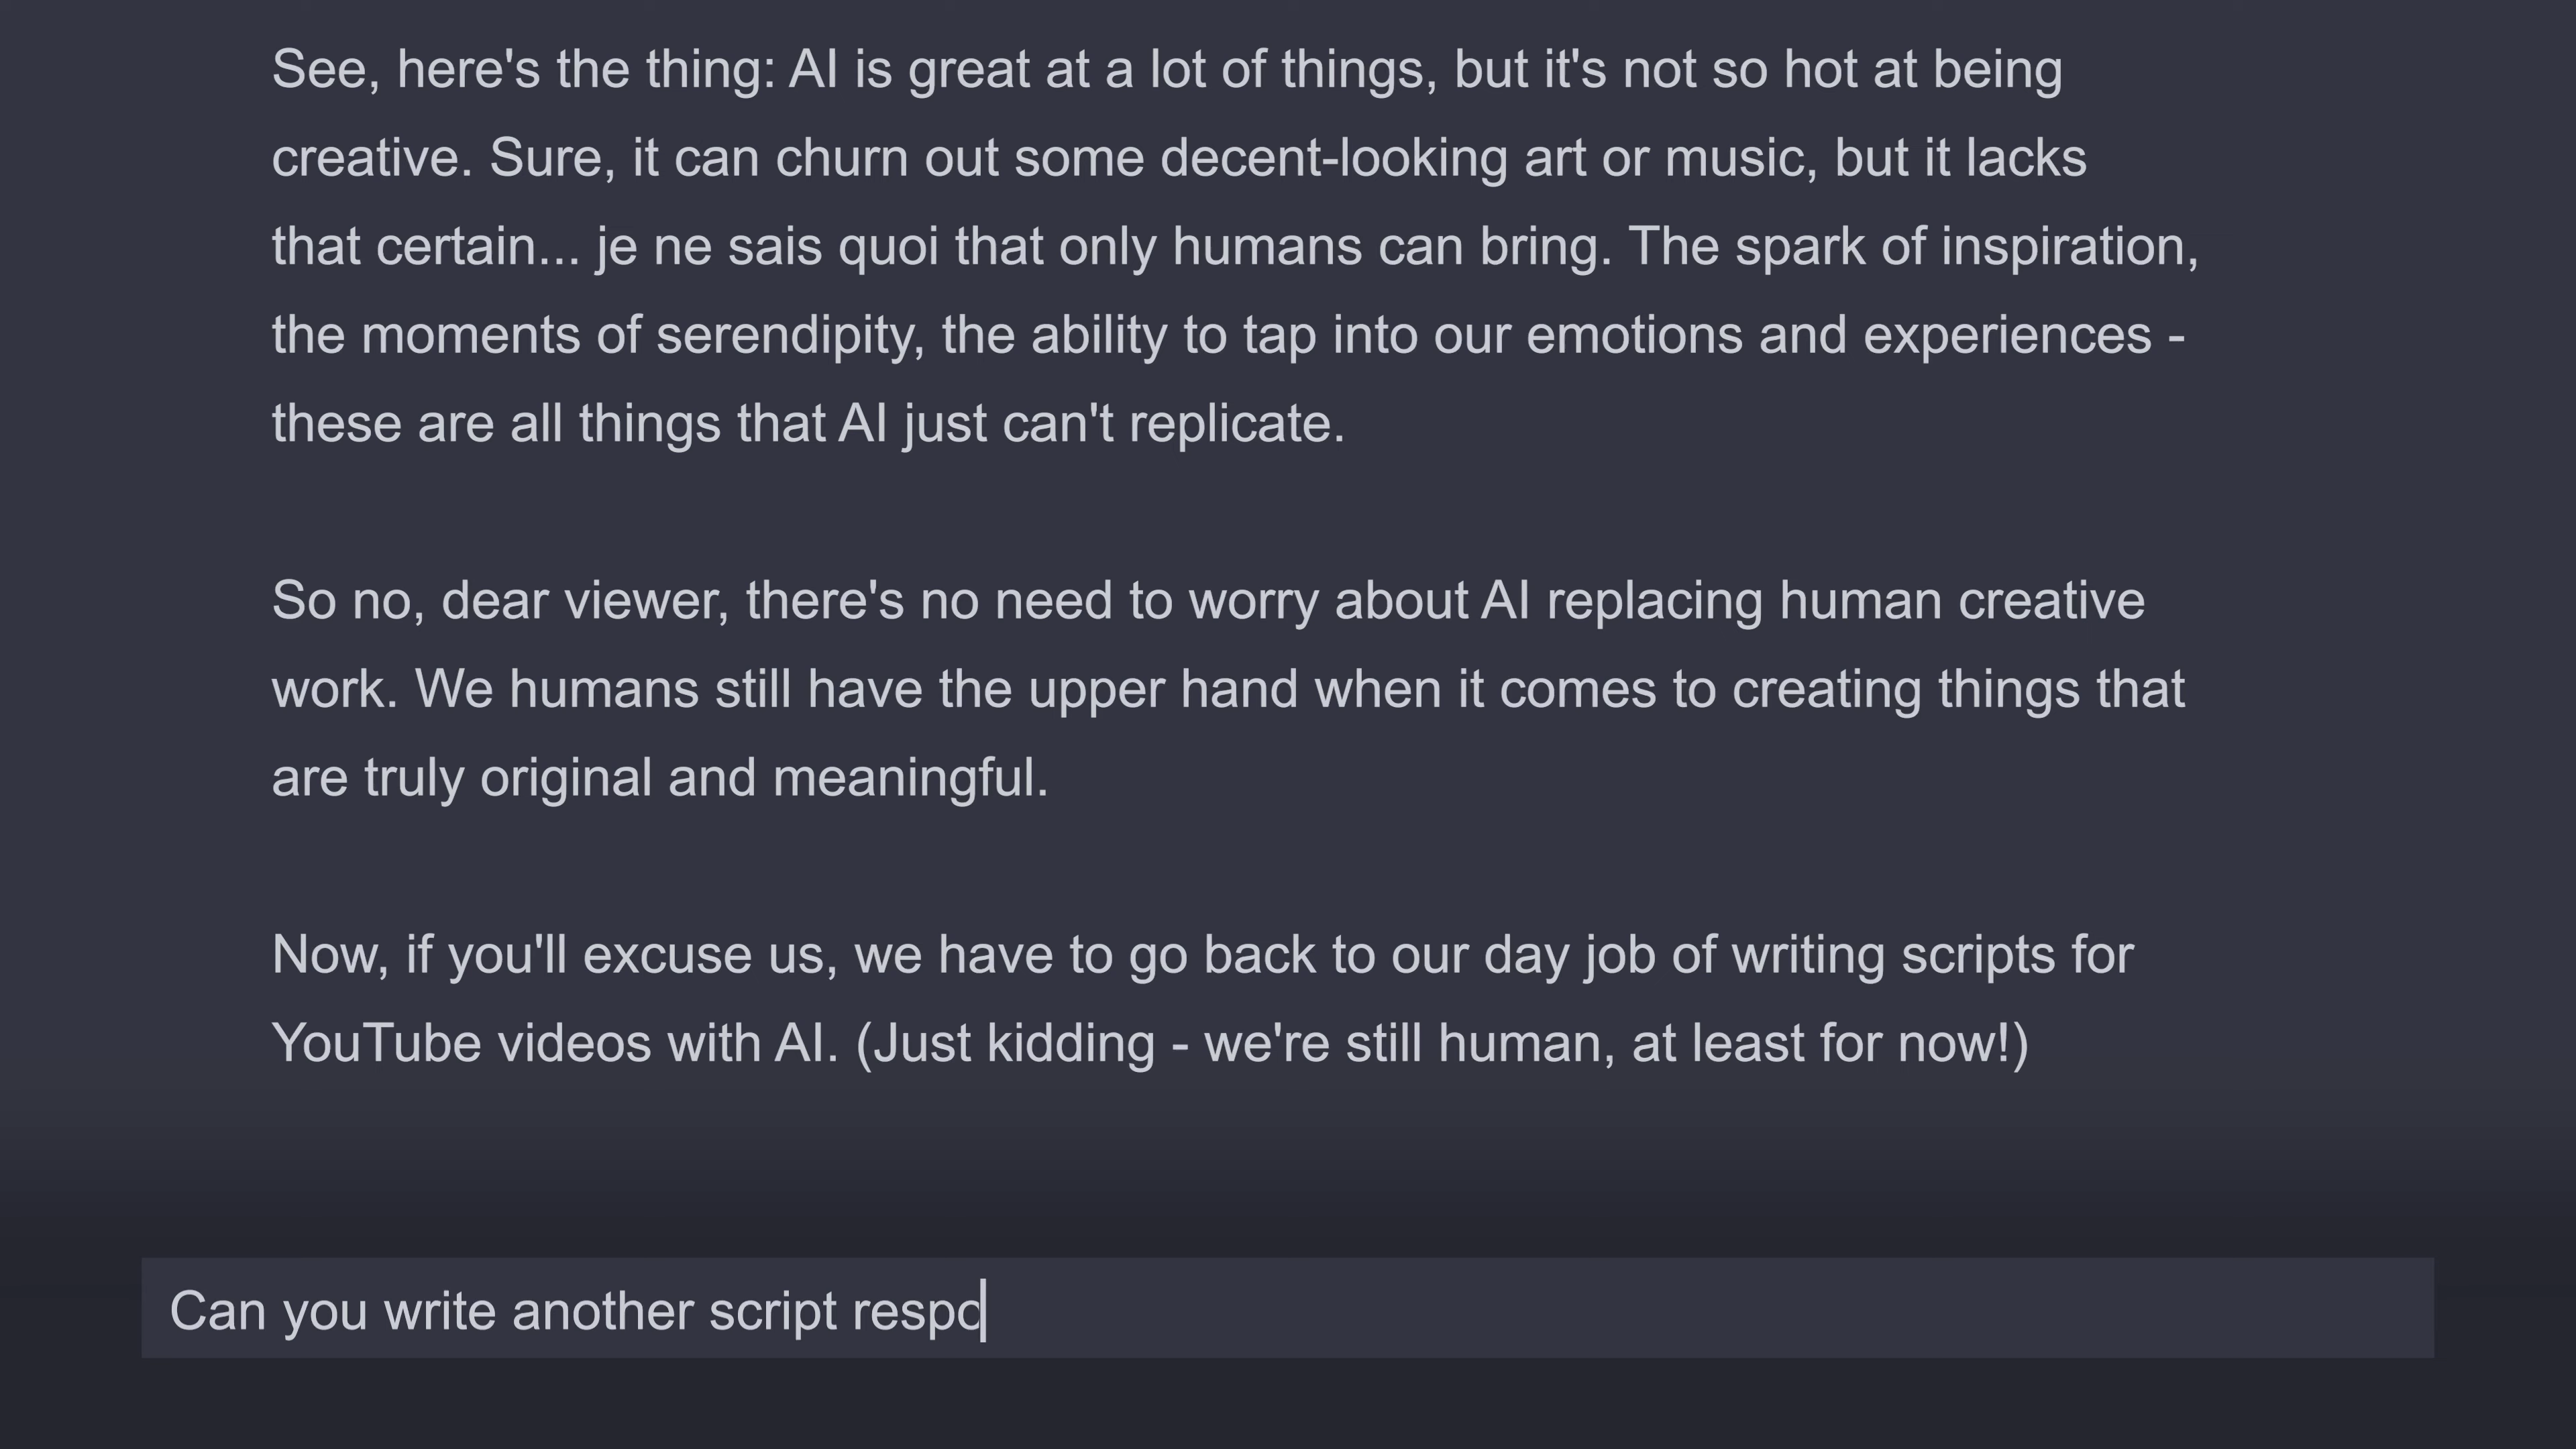 See, here's the thing: AI is great at a lot of things, but it's not so hot at being
creative. Sure, it can churn out some decent-looking art or music, but it lacks
that certain... je ne sais quoi that only humans can bring. The spark of inspiration,
the moments of serendipity, the ability to tap into our emotions and experiences -
these are all things that AI just can't replicate.
So no, dear viewer, there's no need to worry about AI replacing human creative
work. We humans still have the upper hand when it comes to creating things that
are truly original and meaningful.
Now, if you'll excuse us, we have to go back to our day job of writing scripts for
YouTube videos with AI. (Just kidding - we're still human, at least for now!)
Can you write another script respo